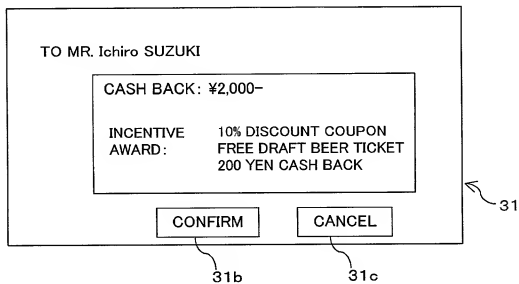 TO MR. Ichiro SUZUKI
CASH BACK: ¥2,000-
INCENTIVE 10% DISCOUNT COUPON
AWARD: FREE DRAFT BEER TICKET
200 YEN CASH BACK
31
CONFIRM CANCEL
31b 31c